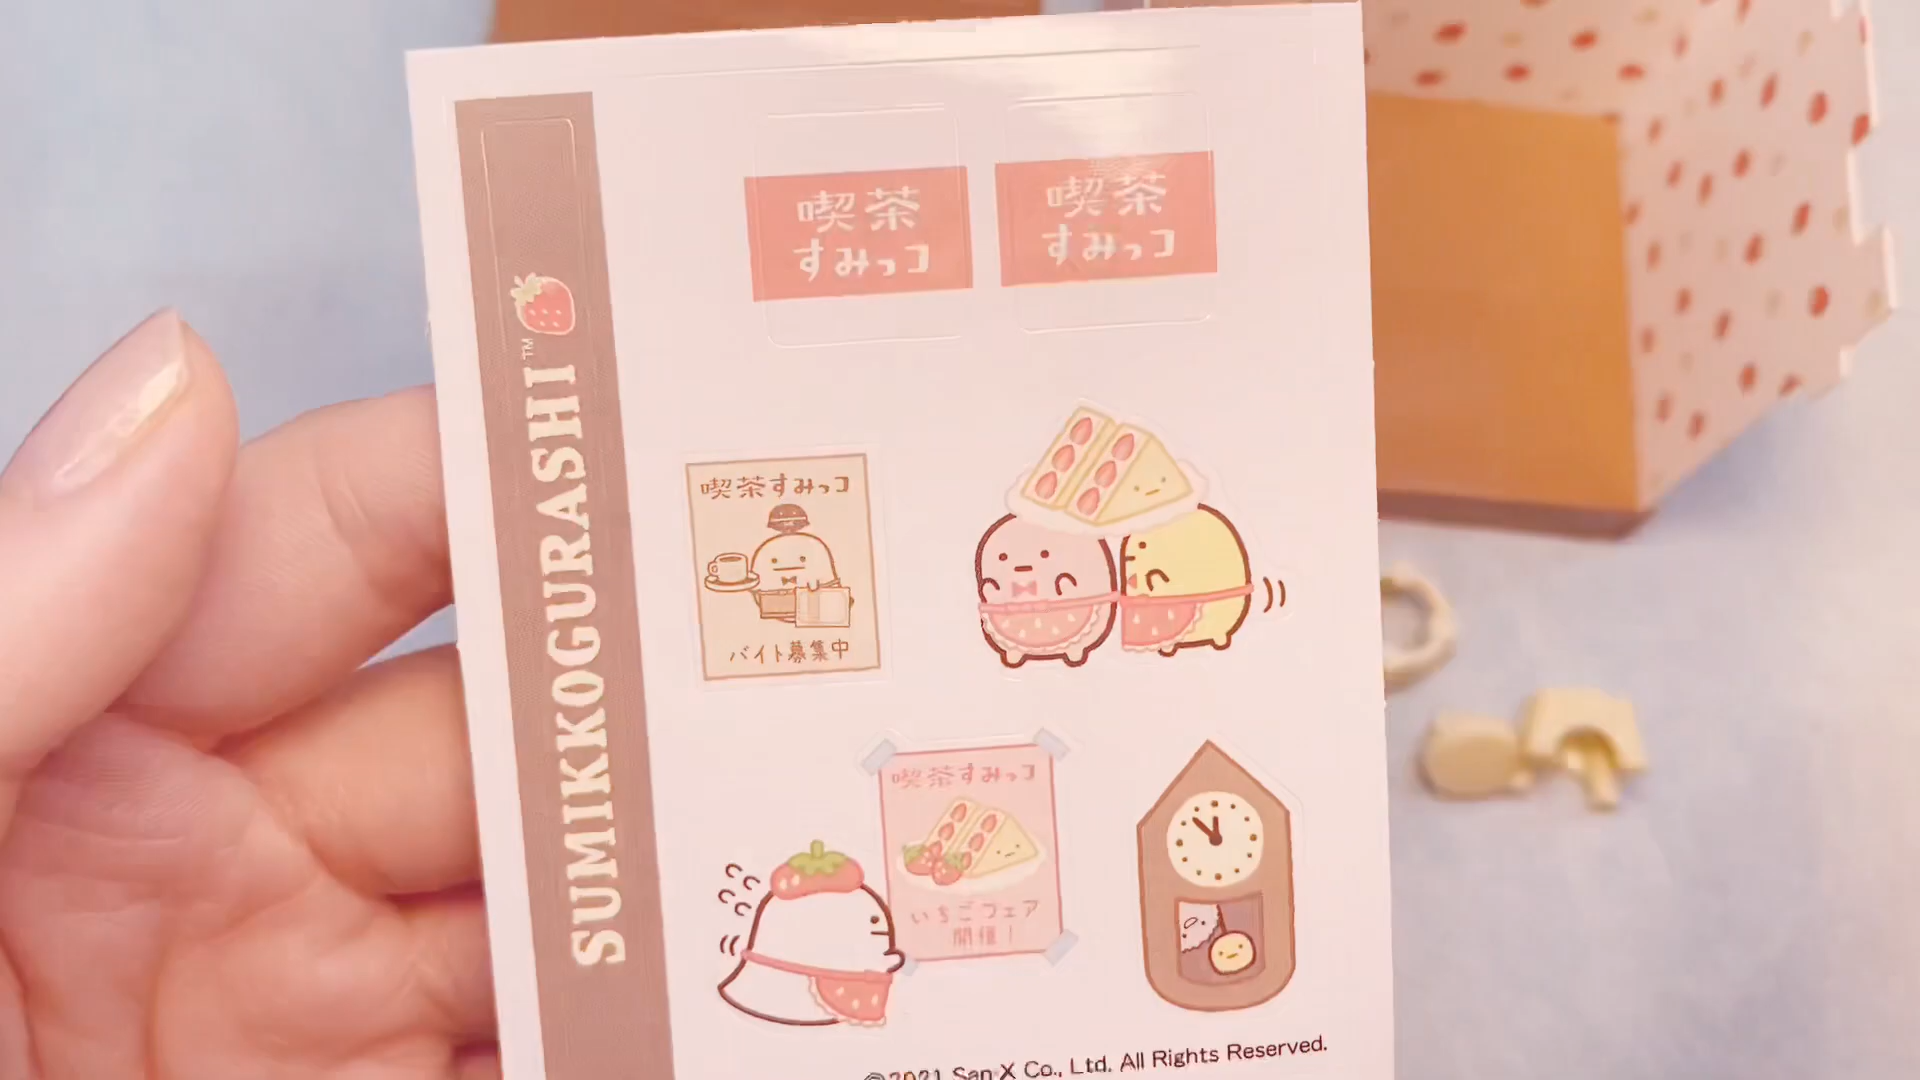 SUMIKKOGURASHI™
喫茶
すみっコ
喫茶
すみっコ
喫茶すみっコ
バイト募集中
喫茶すみっコ
いちごフェア
開催！
©2021 San-X Co., Ltd. All Rights Reserved.